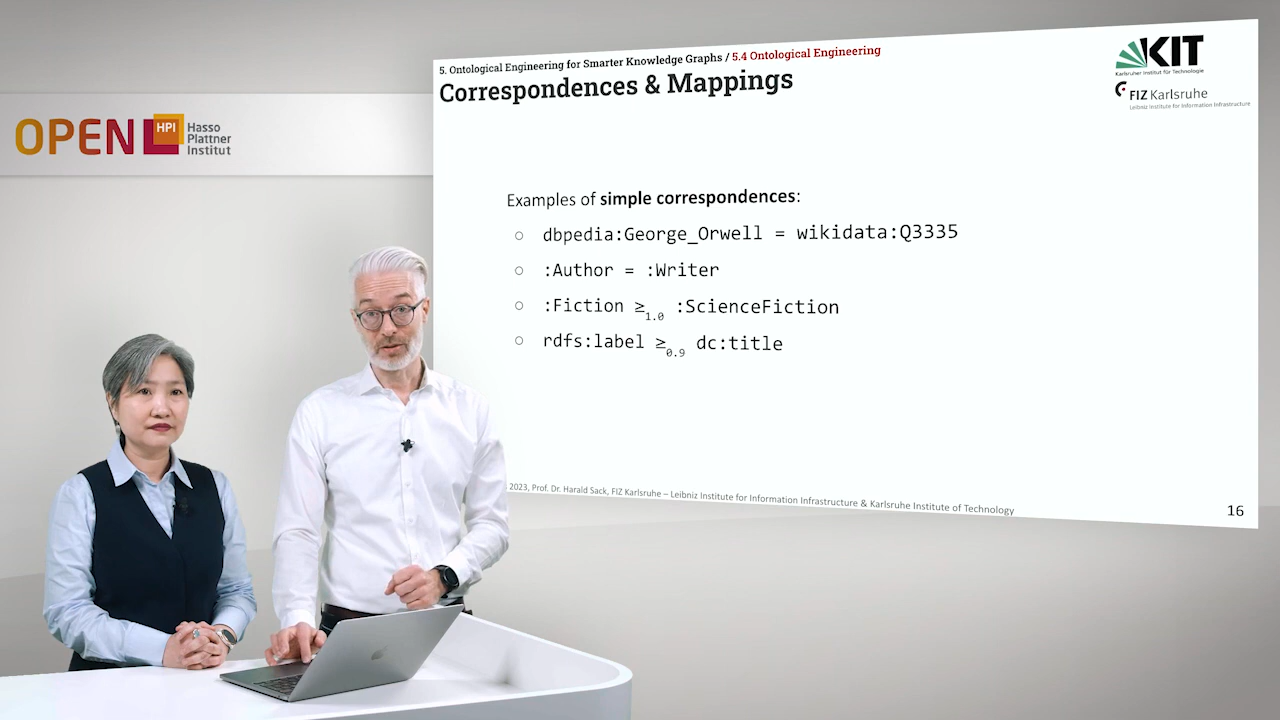 OPEN HPI Hasso
Plattner
Institut
5. Ontological Engineering for Smarter Knowledge Graphs / 5.4 Ontological Engineering
Correspondences & Mappings
KIT
Karlsruher Institut für Technologie
FIZ Karlsruhe
Leibniz Institute for Information Infrastructure
Examples of simple correspondences:
○ dbpedia:George_Orwell = wikidata:Q3335
○ :Author = :Writer
○ :Fiction ≥1.0 :ScienceFiction
○ rdfs:label ≥0.9 dc:title
2023, Prof. Dr. Harald Sack, FIZ Karlsruhe – Leibniz Institute for Information Infrastructure & Karlsruhe Institute of Technology
16